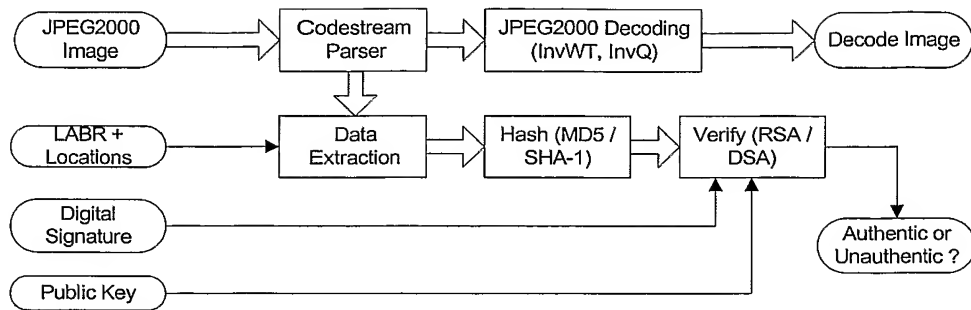 JPEG2000
Image
Codestream
Parser
JPEG2000 Decoding
(InvWT, InvQ)
Decode Image
LABR +
Locations
Data
Extraction
Hash (MD5 /
SHA-1)
Verify (RSA /
DSA)
Digital
Signature
Authentic or
Unauthentic ?
Public Key